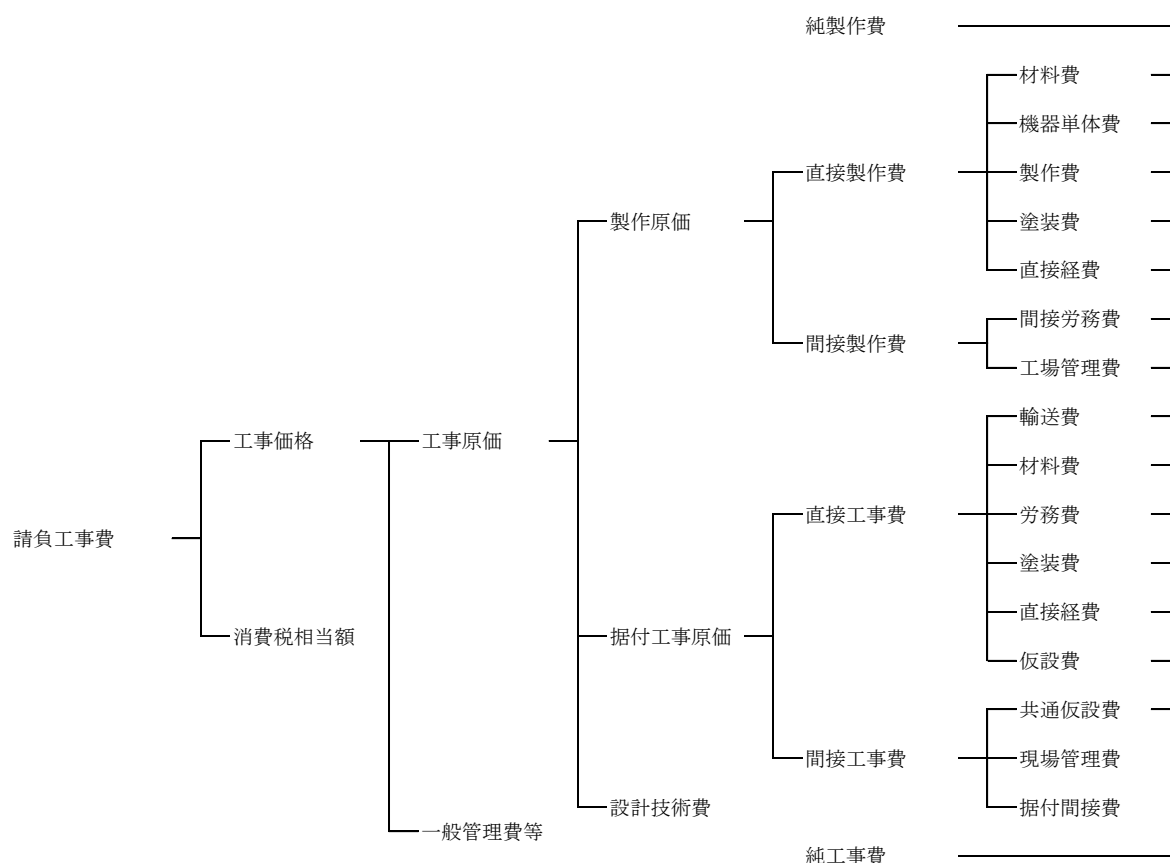 純製作費
材料費
機器単体費
直接製作費
製作費
製作原価
塗装費
直接経費
間接労務費
間接製作費
工場管理費
輸送費
工事価格
工事原価
材料費
直接工事費
労務費
請負工事費
塗装費
直接経費
消費税相当額
据付工事原価
仮設費
共通仮設費
間接工事費
現場管理費
設計技術費
据付間接費
一般管理費等
純工事費